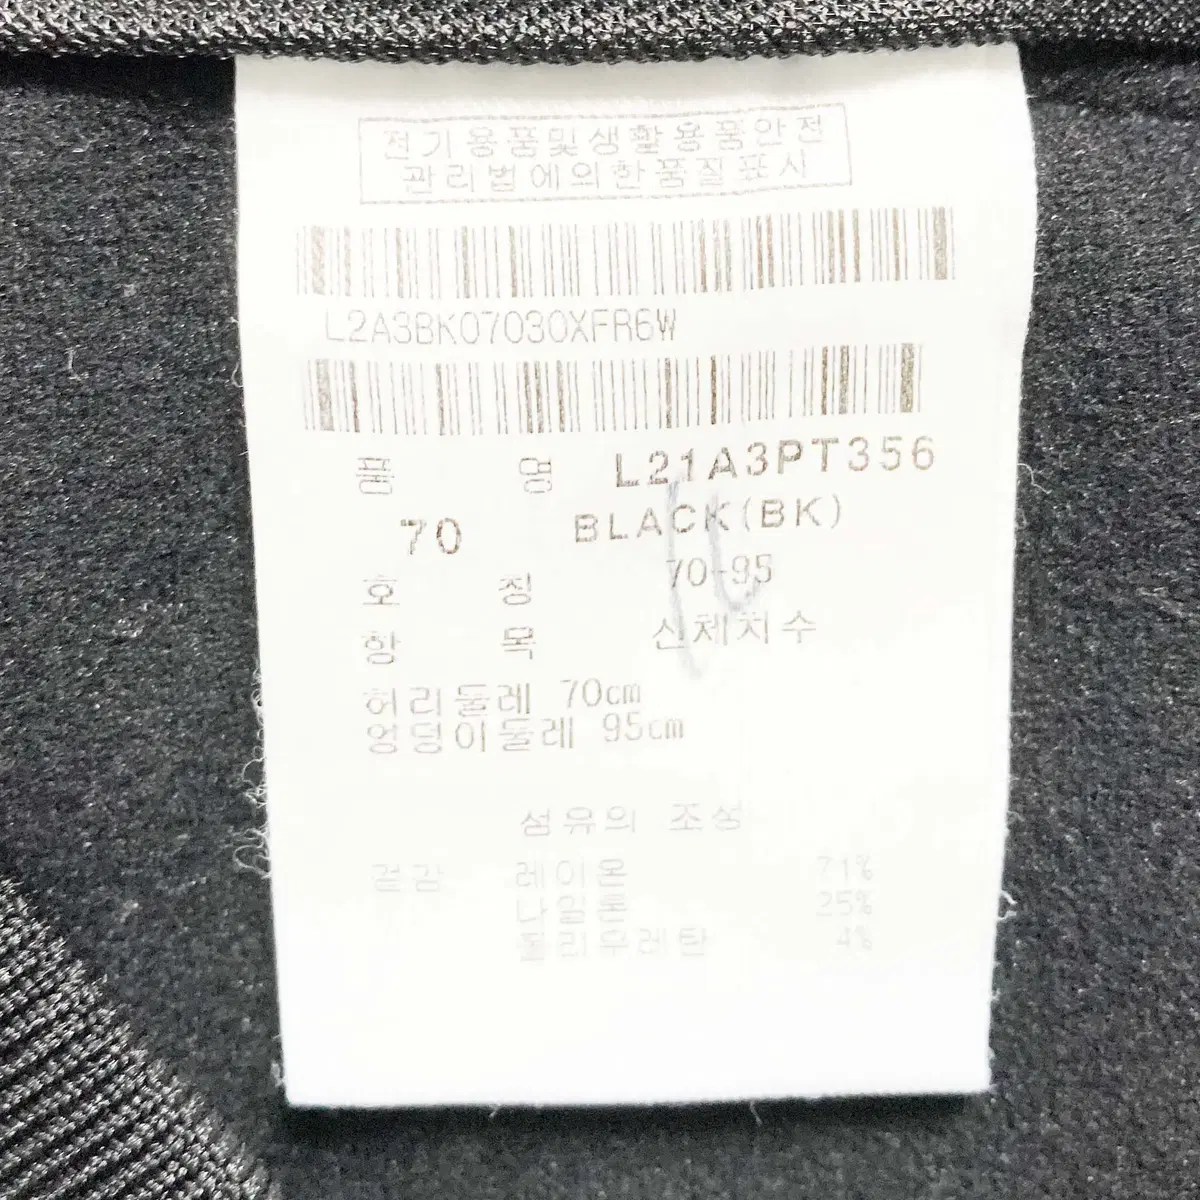 전기용품및생활용품안전
관리법에의한품질표시
L2A3BK07030XFR6W
품 명 L21A3PT356
70 BLACK(BK)
호 칭 70-95
항 목 신체치수
허리둘레 70cm
엉덩이둘레 95cm
섬유의 조성
겉감 레이온 71%
나일론 25%
폴리우레탄 4%